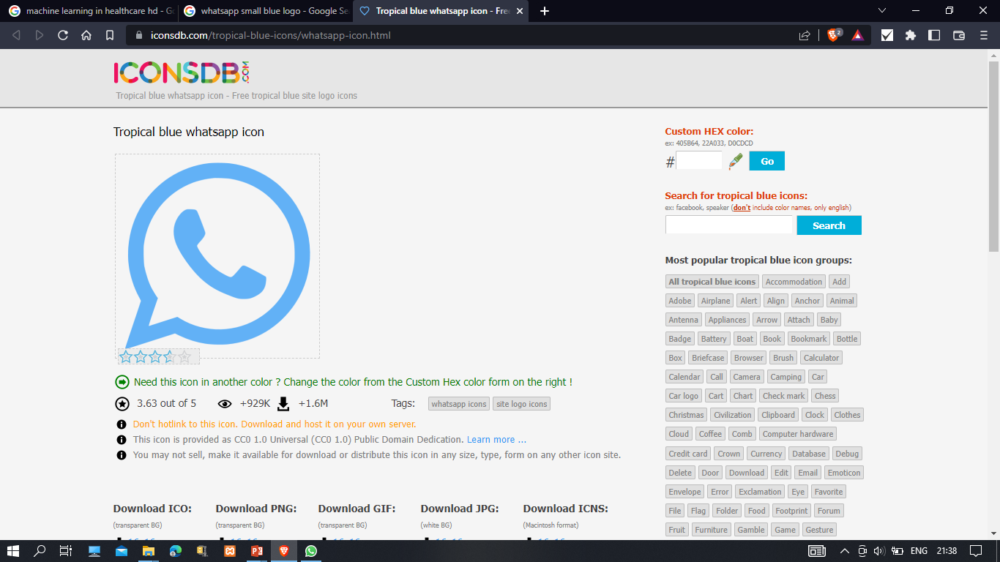 machine learning in healthcare hd - Go
whatsapp small blue logo - Google Se
Tropical blue whatsapp icon - Free
iconsdb.com/tropical-blue-icons/whatsapp-icon.html
2
ICONSDB.COM
Tropical blue whatsapp icon - Free tropical blue site logo icons
Tropical blue whatsapp icon
Need this icon in another color ? Change the color from the Custom Hex color form on the right !
3.63 out of 5 +929K +1.6M Tags: whatsapp icons site logo icons
Don't hotlink to this icon. Download and host it on your own server.
This icon is provided as CC0 1.0 Universal (CC0 1.0) Public Domain Dedication. Learn more ...
You may not sell, make it available for download or distribute this icon in any size, type, form on any other icon site.
Download ICO: Download PNG: Download GIF: Download JPG: Download ICNS:
(transparent BG) (transparent BG) (transparent BG) (white BG) (Macintosh format)
Custom HEX color:
ex: 405B64, 22A033, D0CDCD
# Go
Search for tropical blue icons:
ex: facebook, speaker (don't include color names, only english)
Search
Most popular tropical blue icon groups:
All tropical blue icons Accommodation Add
Adobe Airplane Alert Align Anchor Animal
Antenna Appliances Arrow Attach Baby
Badge Battery Boat Book Bookmark Bottle
Box Briefcase Browser Brush Calculator
Calendar Call Camera Camping Car
Car logo Cart Chart Check mark Chess
Christmas Civilization Clipboard Clock Clothes
Cloud Coffee Comb Computer hardware
Credit card Crown Currency Database Debug
Delete Door Download Edit Email Emoticon
Envelope Error Exclamation Eye Favorite
File Flag Folder Food Footprint Forum
Fruit Furniture Gamble Game Gesture
ENG 21:38